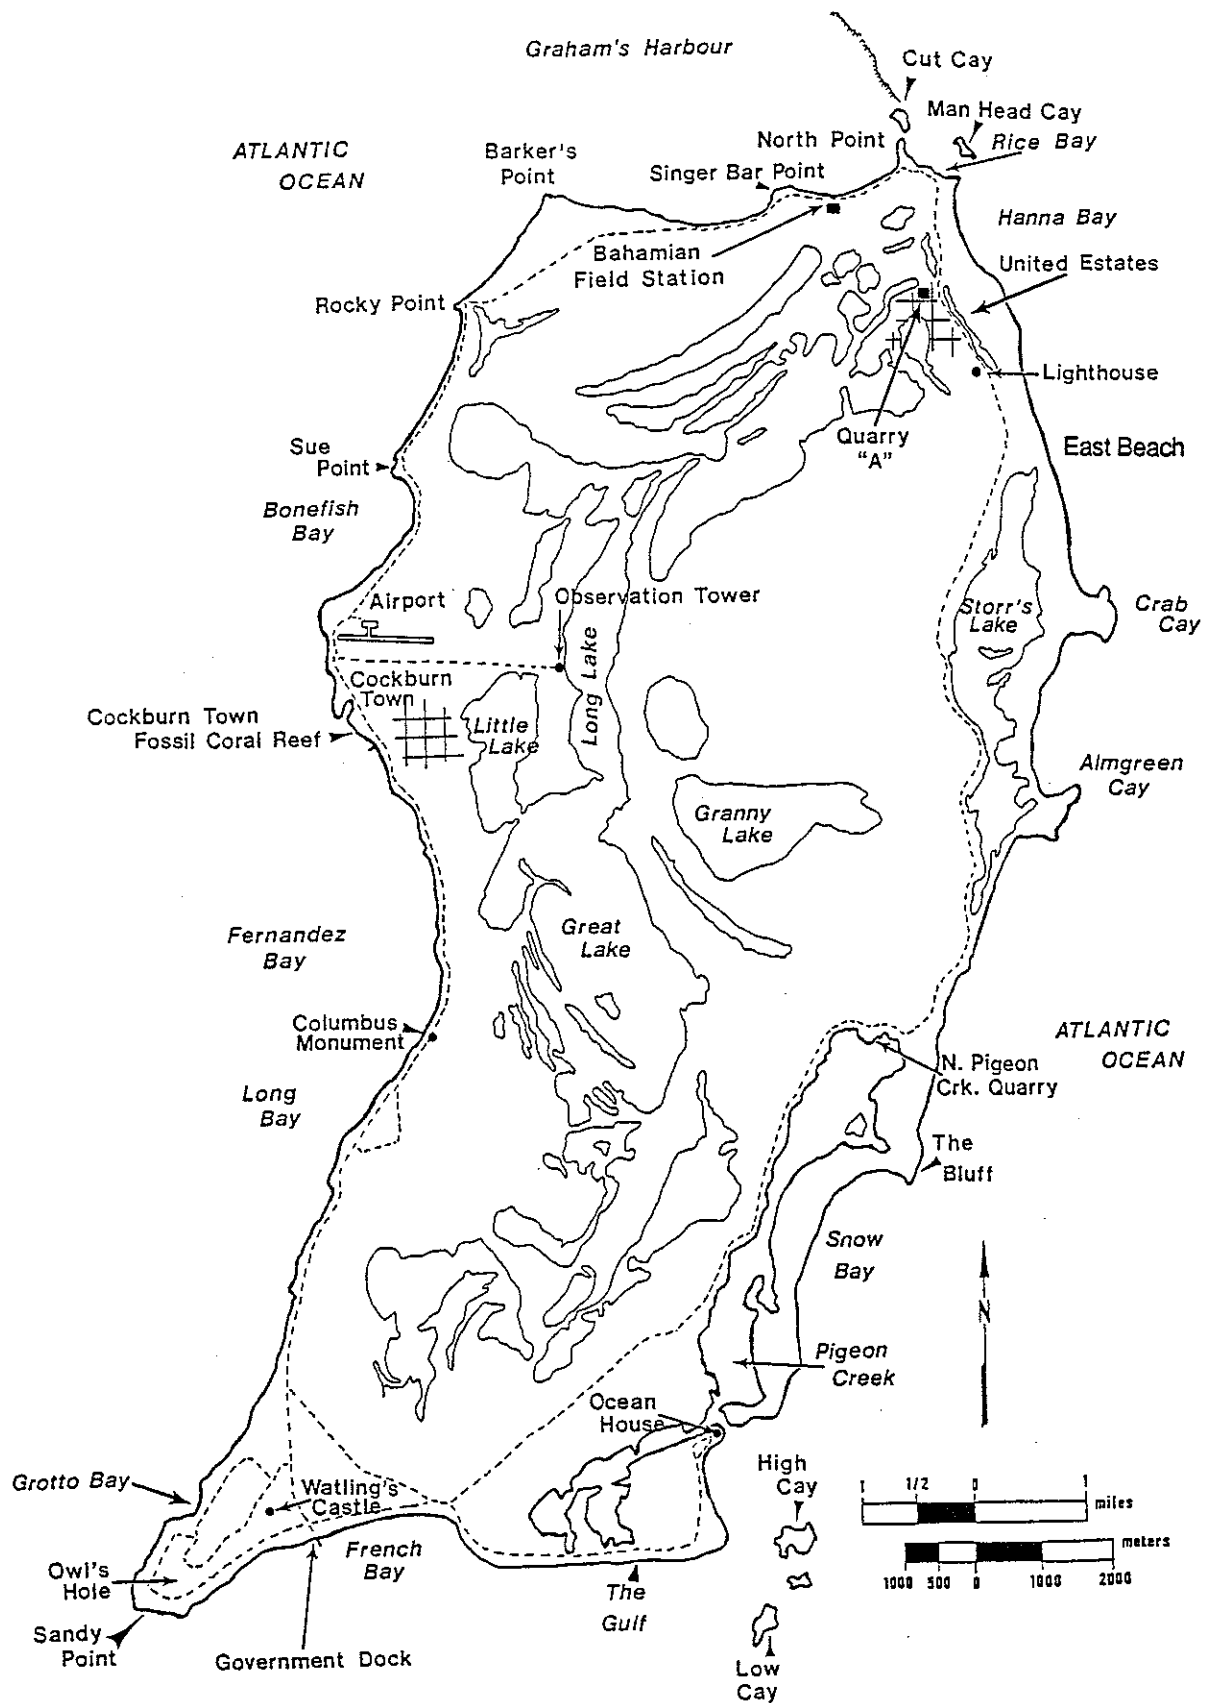 Graham's Harbour
Cut Cay
Man Head Cay
North Point
Rice Bay
ATLANTIC
OCEAN
Barker's
Point
Singer Bar Point
Hanna Bay
Bahamian
Field Station
United Estates
Rocky Point
Lighthouse
Quarry
"A"
Sue
Point
East Beach
Bonefish
Bay
Airport
Observation Tower
Storr's
Lake
Crab
Cay
Long Lake
Cockburn
Town
Cockburn Town
Fossil Coral Reef
Little
Lake
Almgreen
Cay
Granny
Lake
Fernandez
Bay
Great
Lake
Columbus
Monument
ATLANTIC
OCEAN
N. Pigeon
Crk. Quarry
Long
Bay
The
Bluff
Snow
Bay
N
Pigeon
Creek
Ocean
House
Grotto Bay
Watling's
Castle
High
Cay
1 1/2 0 1
miles
meters
1000 500 0 1000 2000
French
Bay
Owl's
Hole
The
Gulf
Sandy
Point
Government Dock
Low
Cay